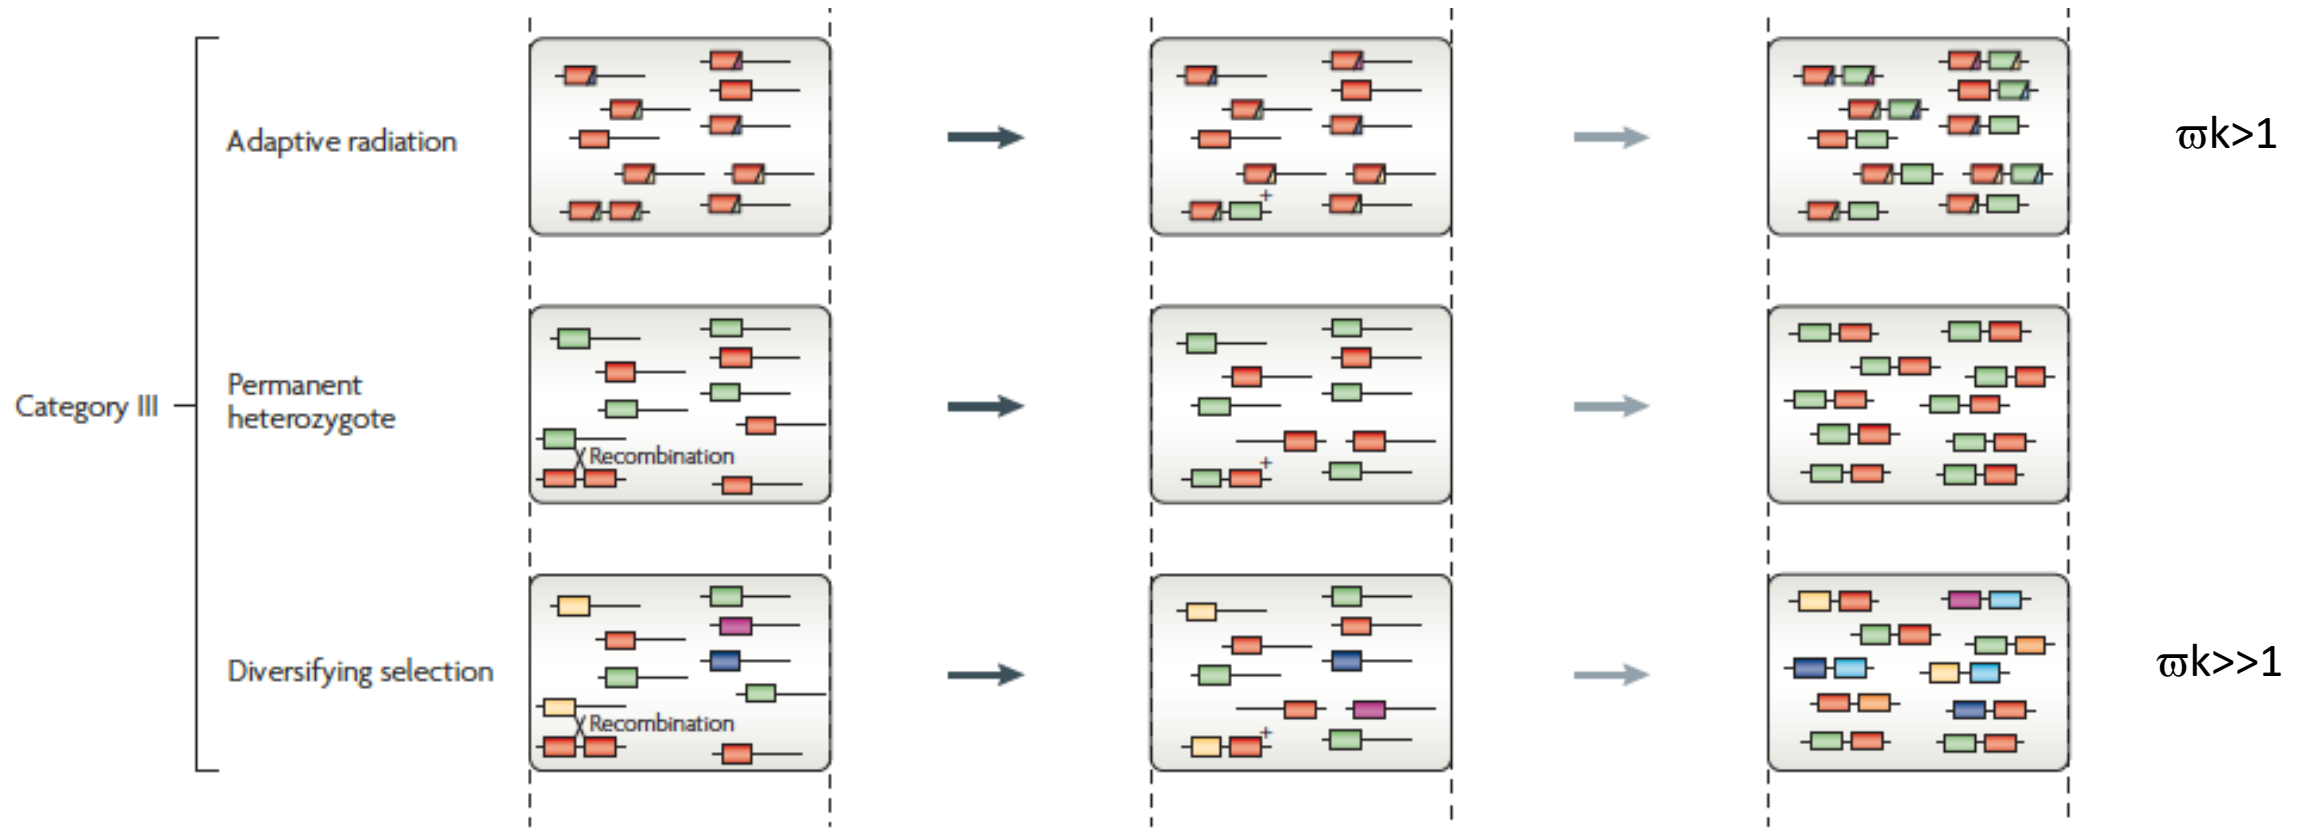 Adaptive radiation
+
ϖk>1
Category III
Permanent
heterozygote
Recombination
+
Diversifying selection
Recombination
+
ϖk>>1